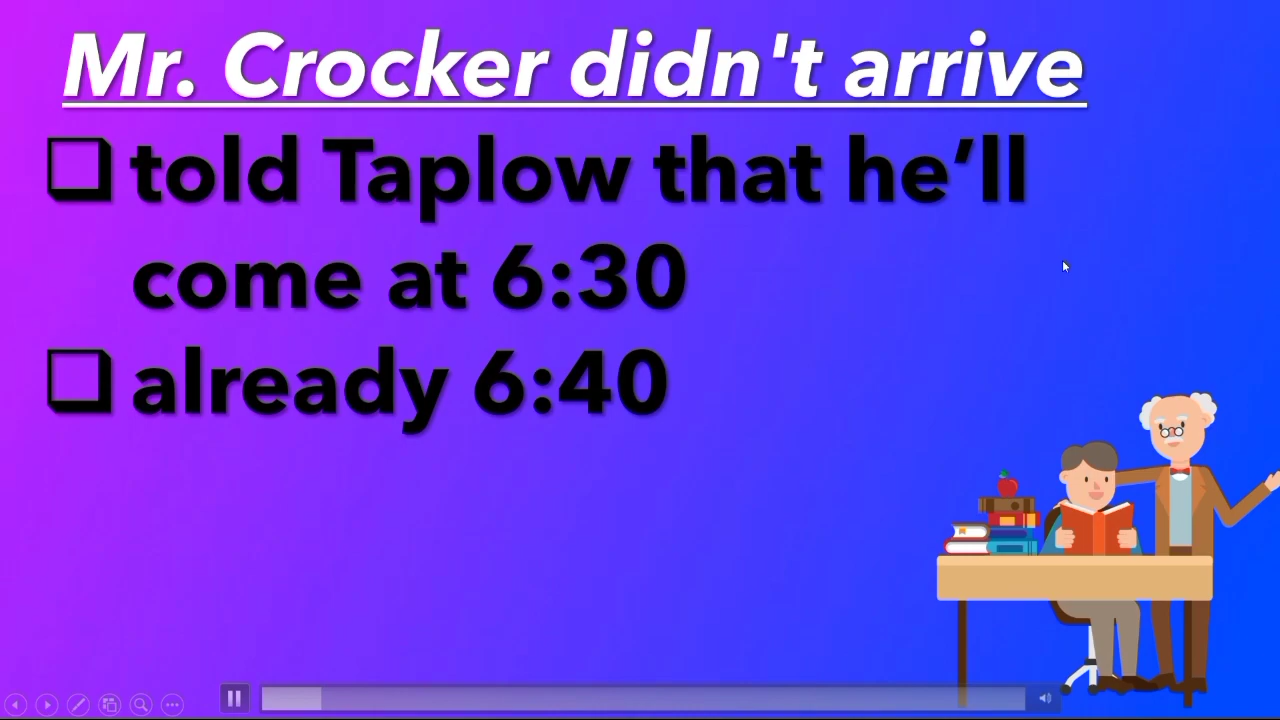 Mr. Crocker didn't arrive
❑ told Taplow that he’ll
come at 6:30
❑ already 6:40